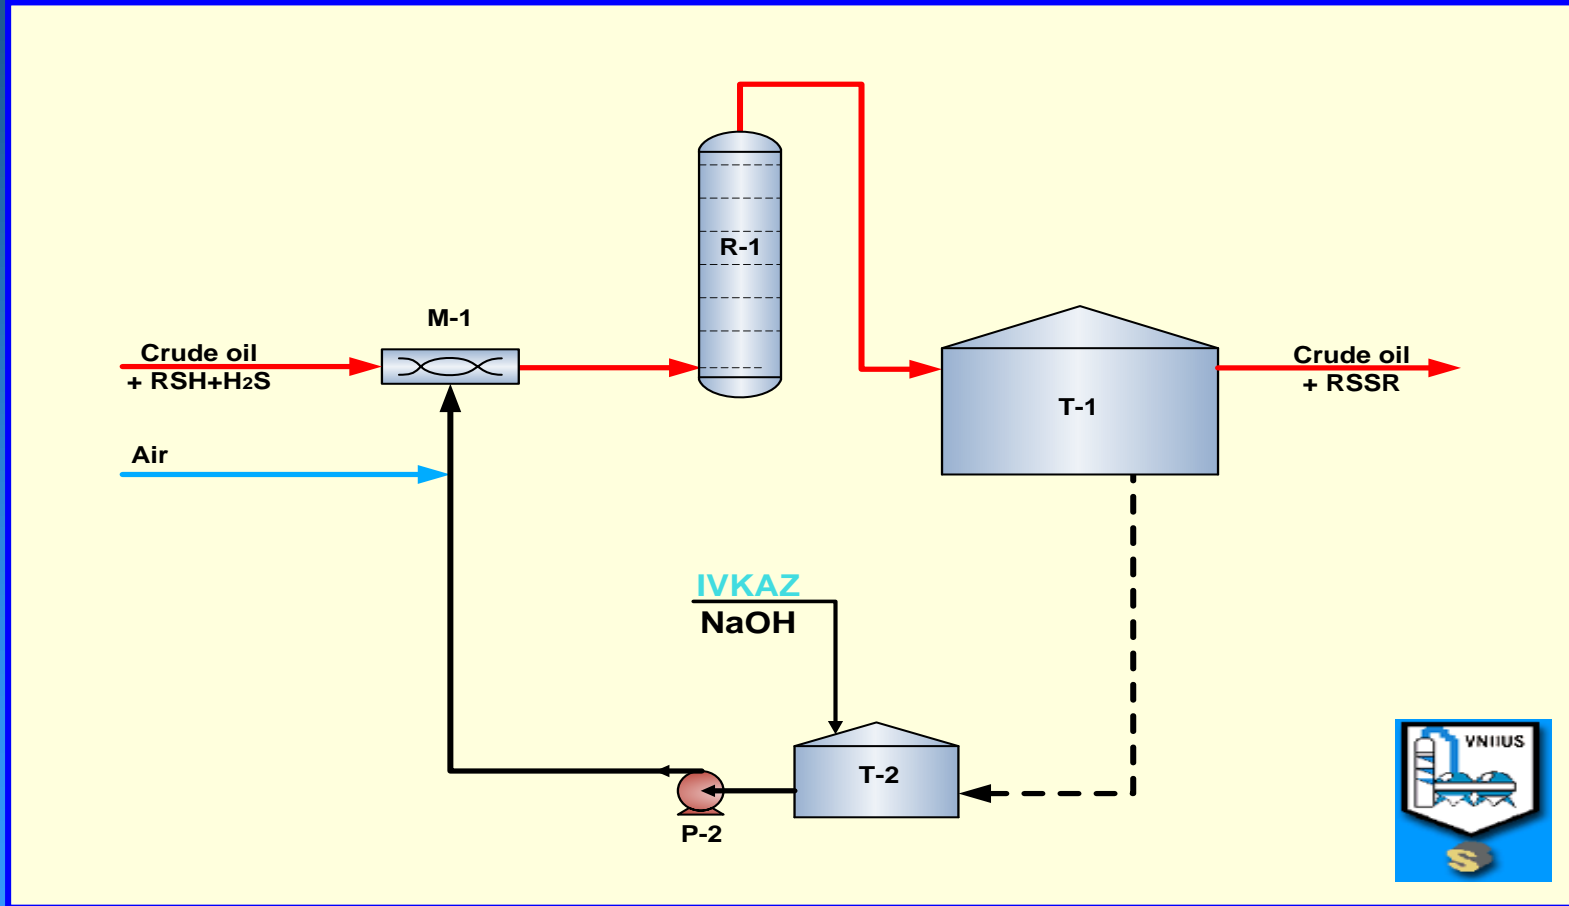 R-1
M-1
Crude oil
+ RSH+H₂S
Crude oil
+ RSSR
T-1
Air
IVKAZ
NaOH
T-2
P-2
VNIIUS
S